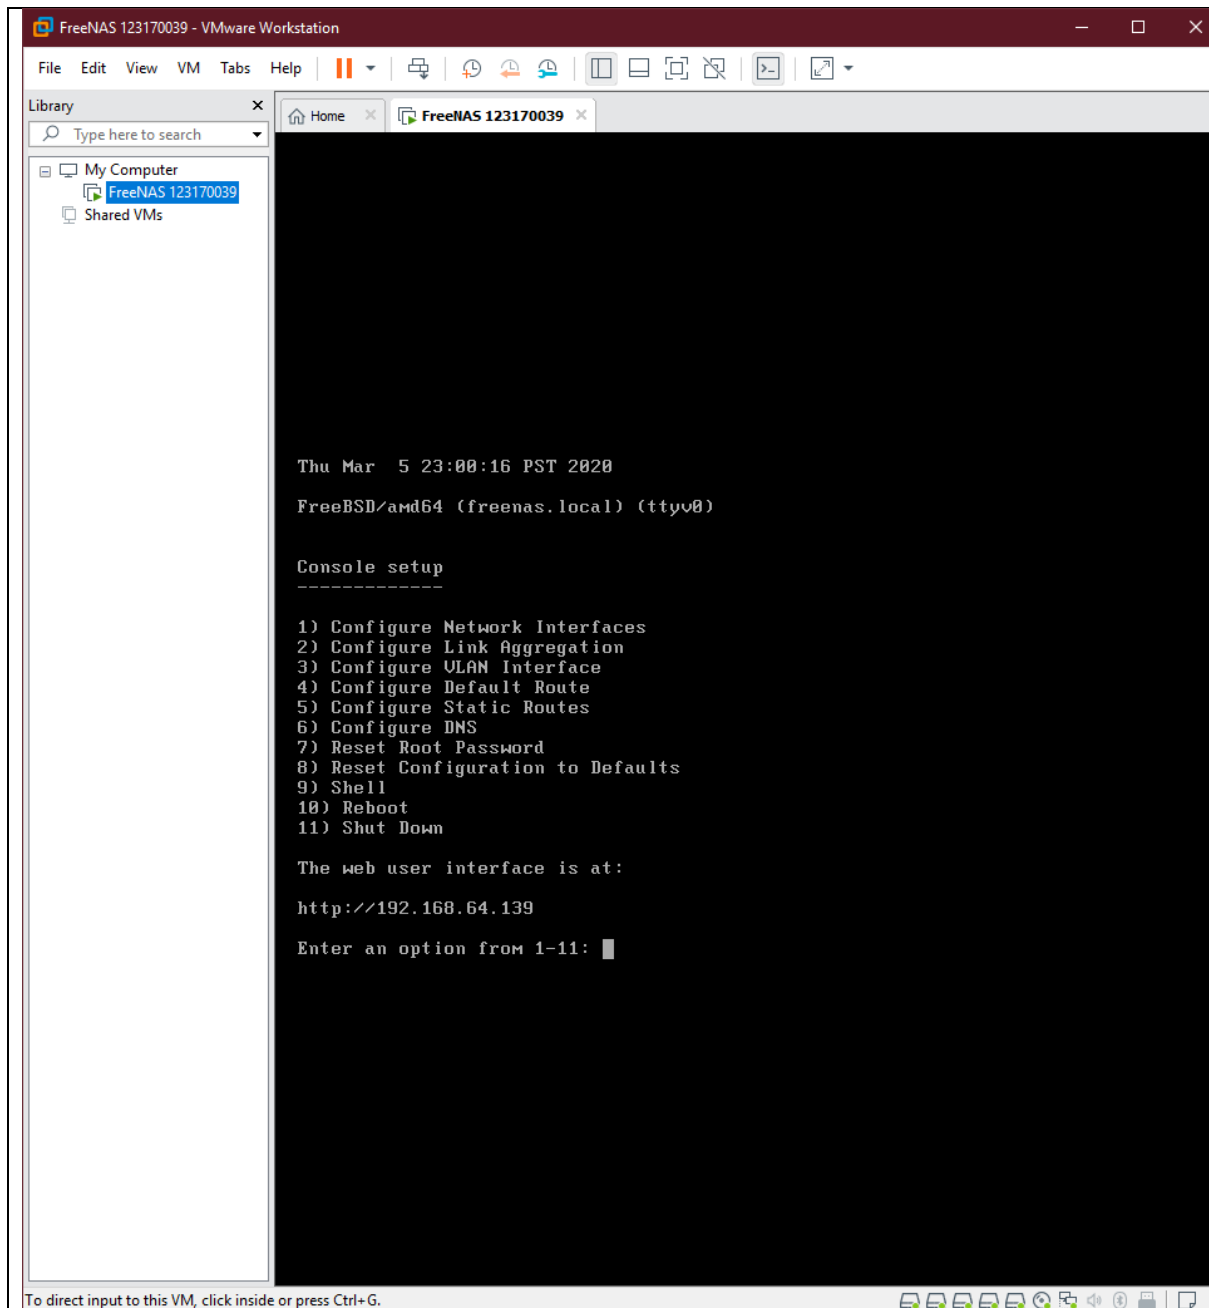 FreeNAS 123170039 - VMware Workstation
File Edit View VM Tabs Help
Library
Home
FreeNAS 123170039
Type here to search
My Computer
FreeNAS 123170039
Shared VMs
Thu Mar  5 23:00:16 PST 2020
FreeBSD/amd64 (freenas.local) (ttyv0)
Console setup
-------------
1) Configure Network Interfaces
2) Configure Link Aggregation
3) Configure VLAN Interface
4) Configure Default Route
5) Configure Static Routes
6) Configure DNS
7) Reset Root Password
8) Reset Configuration to Defaults
9) Shell
10) Reboot
11) Shut Down
The web user interface is at:
http://192.168.64.139
Enter an option from 1-11:
To direct input to this VM, click inside or press Ctrl+G.